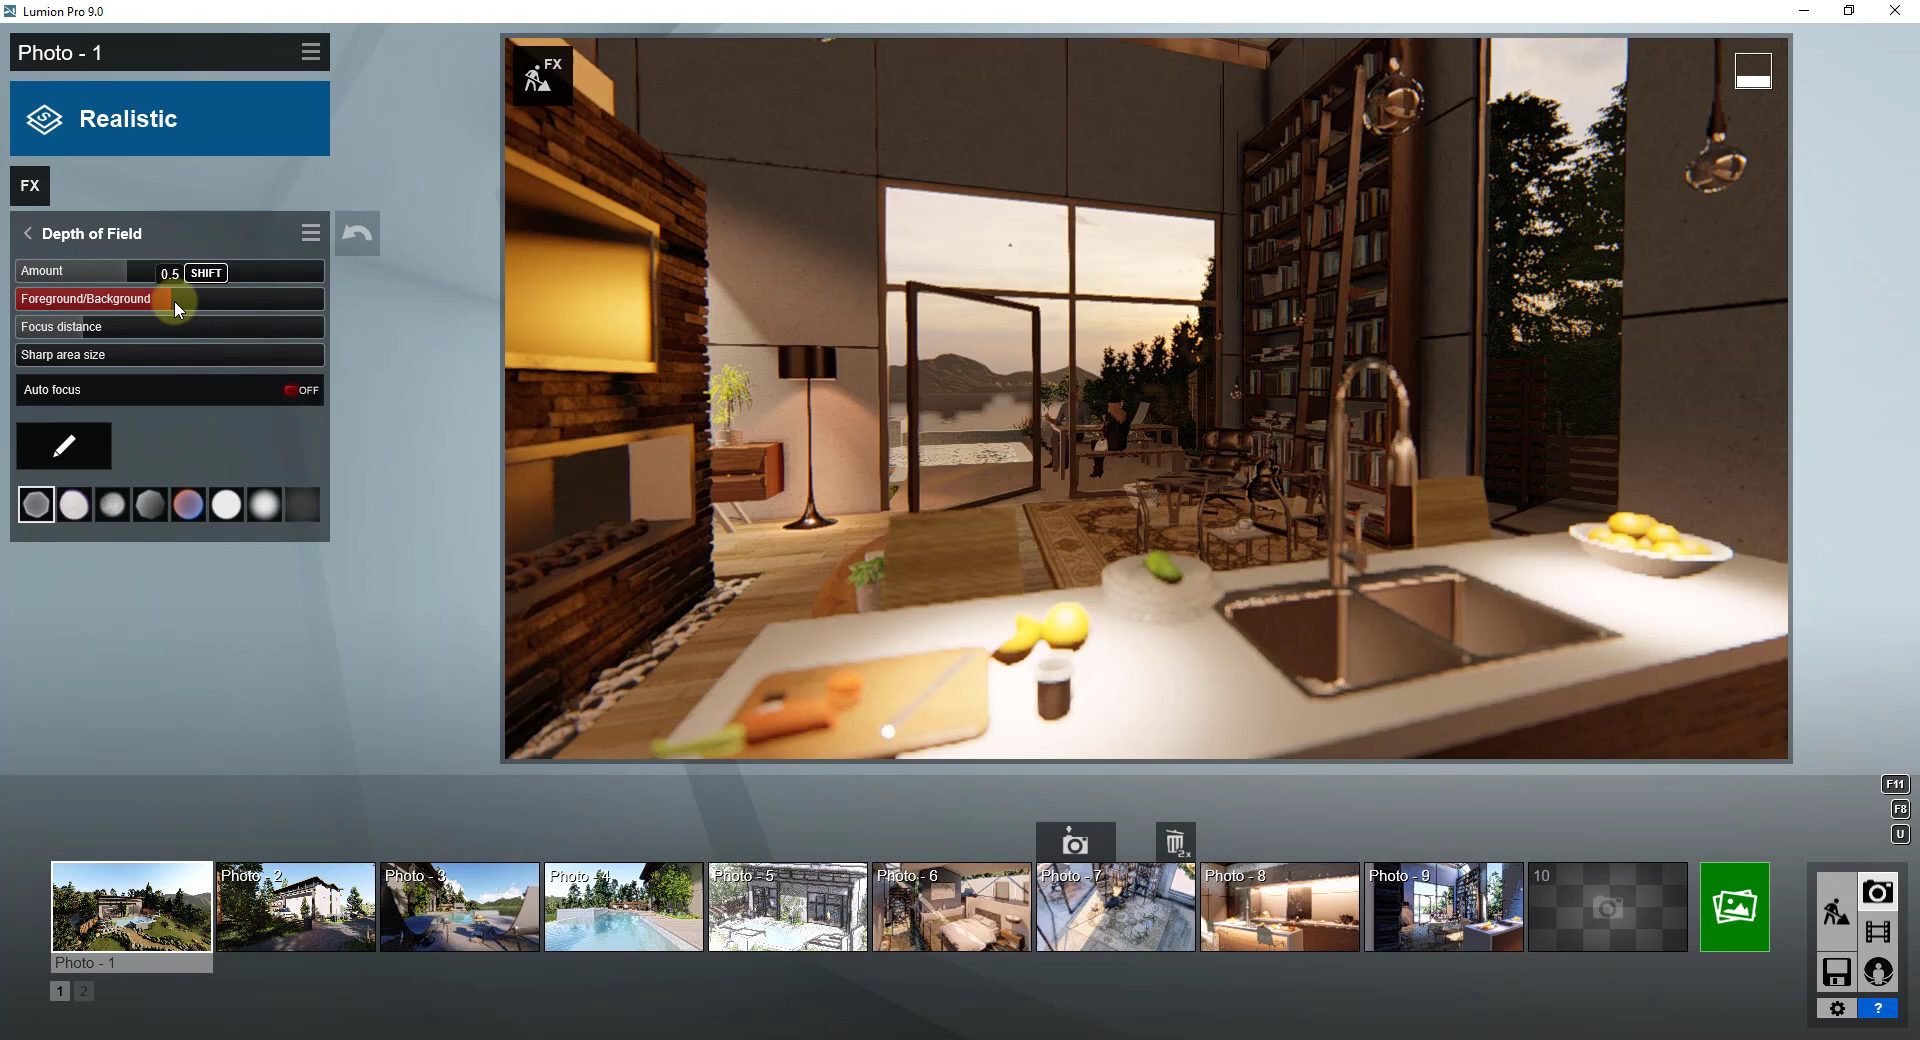 Lumion Pro 9.0
Photo - 1
Realistic
FX
FX
Depth of Field
Amount
0.5 SHIFT
Foreground/Background
Focus distance
Sharp area size
Auto focus OFF
F11
F8
U
2x
Photo - 2
Photo - 3
Photo - 4
Photo - 5
Photo - 6
Photo - 7
Photo - 8
Photo - 9
10
Photo - 1
1 2
?